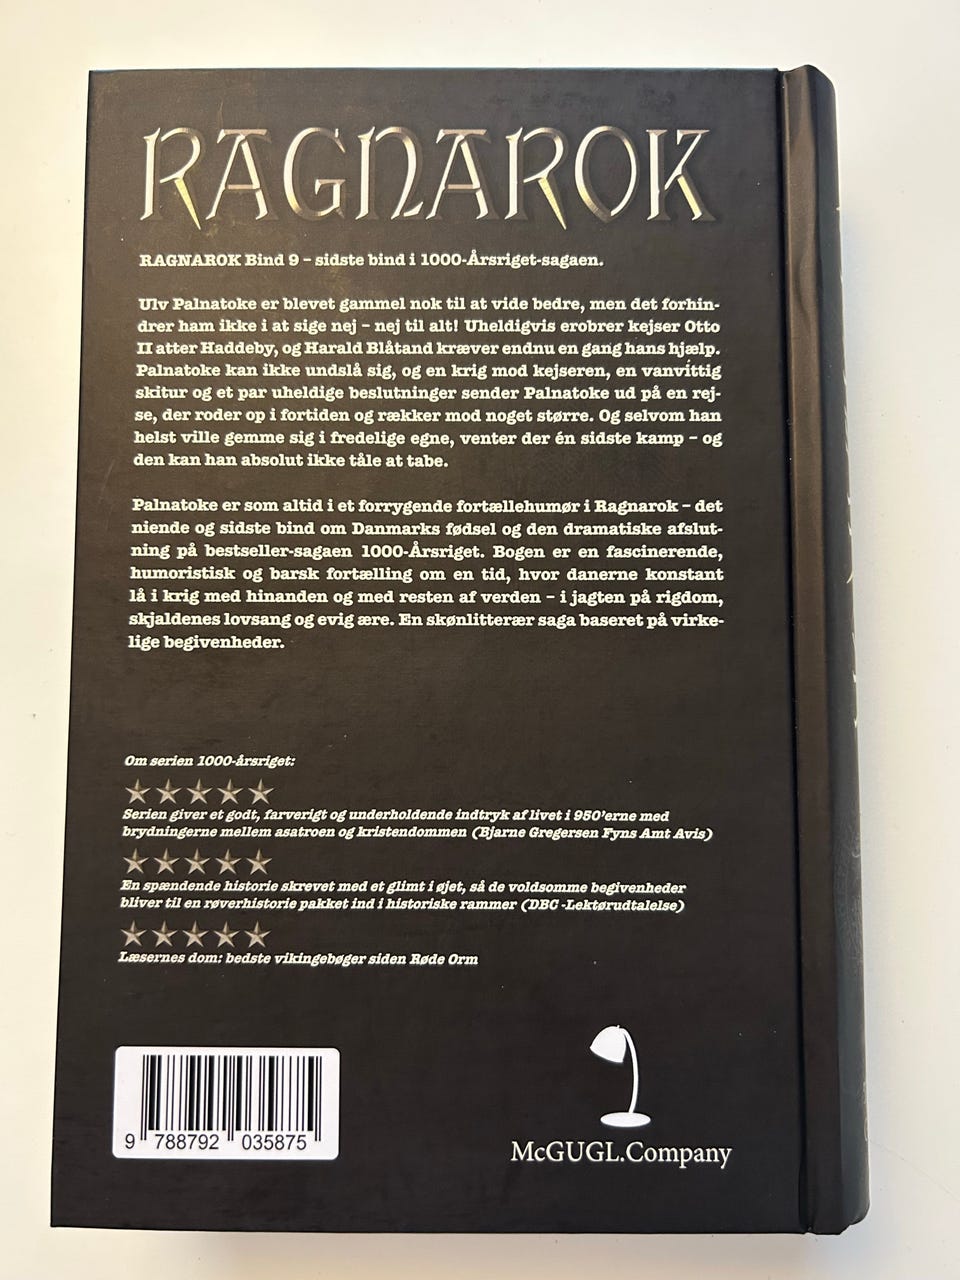 RAGNAROK
RAGNAROK Bind 9 – sidste bind i 1000-Årsriget-sagaen.
Ulv Palnatoke er blevet gammel nok til at vide bedre, men det forhin-
drer ham ikke i at sige nej – nej til alt! Uheldigvis erobrer kejser Otto
II atter Haddeby, og Harald Blåtand kræver endnu en gang hans hjælp.
Palnatoke kan ikke undslå sig, og en krig mod kejseren, en vanvittig
skitur og et par uheldige beslutninger sender Palnatoke ud på en rej-
se, der roder op i fortiden og rækker mod noget større. Og selvom han
helst ville gemme sig i fredelige egne, venter der én sidste kamp – og
den kan han absolut ikke tåle at tabe.
Palnatoke er som altid i et forrygende fortællehumør i Ragnarok – det
niende og sidste bind om Danmarks fødsel og den dramatiske afslut-
ning på bestseller-sagaen 1000-Årsriget. Bogen er en fascinerende,
humoristisk og barsk fortælling om en tid, hvor danerne konstant
lå i krig med hinanden og med resten af verden – i jagten på rigdom,
skjaldenes lovsang og evig ære. En skønlitterær saga baseret på virke-
lige begivenheder.
Om serien 1000-årsriget:
Serien giver et godt, farverigt og underholdende indtryk af livet i 950'erne med
brydningerne mellem asatroen og kristendommen (Bjarne Gregersen Fyns Amt Avis)
En spændende historie skrevet med et glimt i øjet, så de voldsomme begivenheder
bliver til en røverhistorie pakket ind i historiske rammer (DBC -Lektørudtalelse)
Læsernes dom: bedste vikingebøger siden Røde Orm
9 788792 035875
McGUGL.Company